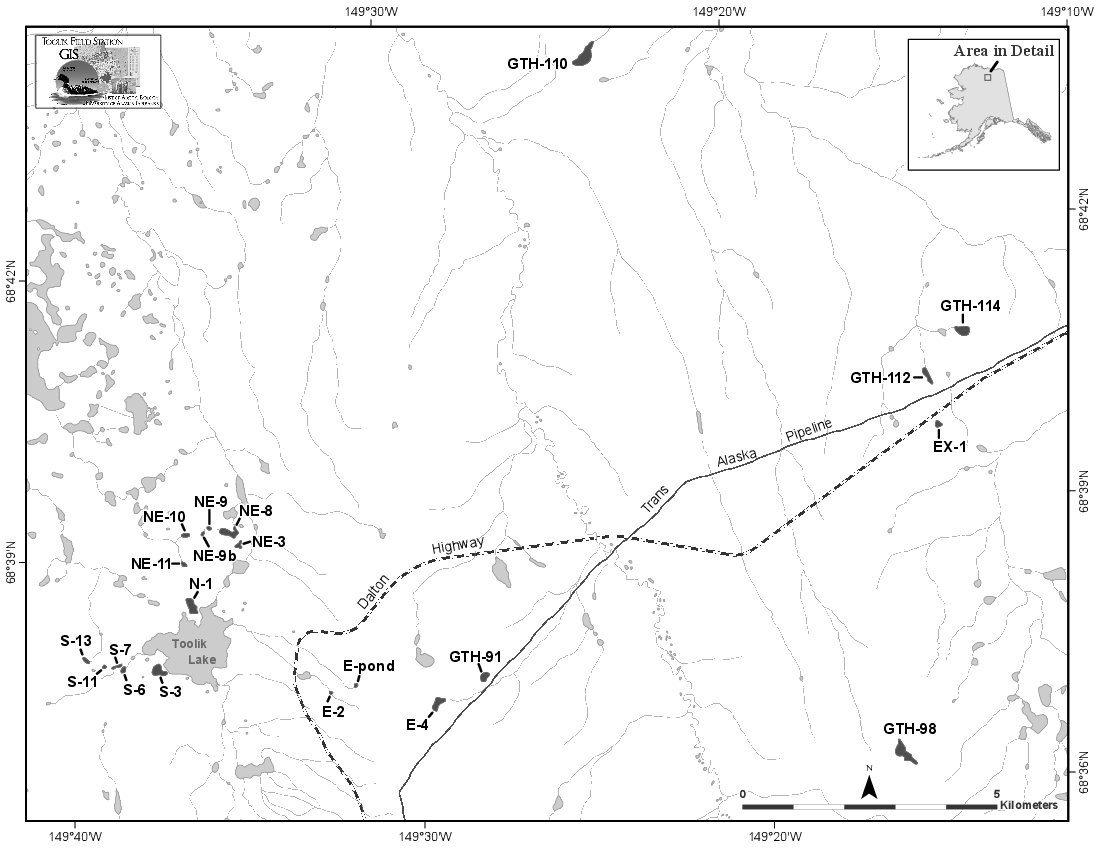 149°30'W
149°20'W
149°10'W
TOOLIK FIELD STATION
GIS
Area in Detail
GTH-110
68°42'N
68°42'N
GTH-114
GTH-112
EX-1
Trans
Alaska
Pipeline
68°39'N
68°39'N
NE-9
NE-10
NE-8
NE-3
NE-9b
NE-11
N-1
Dalton
Highway
S-13
S-7
Toolik
Lake
S-11
S-6
S-3
E-pond
E-2
GTH-91
E-4
GTH-98
N
68°36'N
0
5
Kilometers
149°40'W
149°30'W
149°20'W